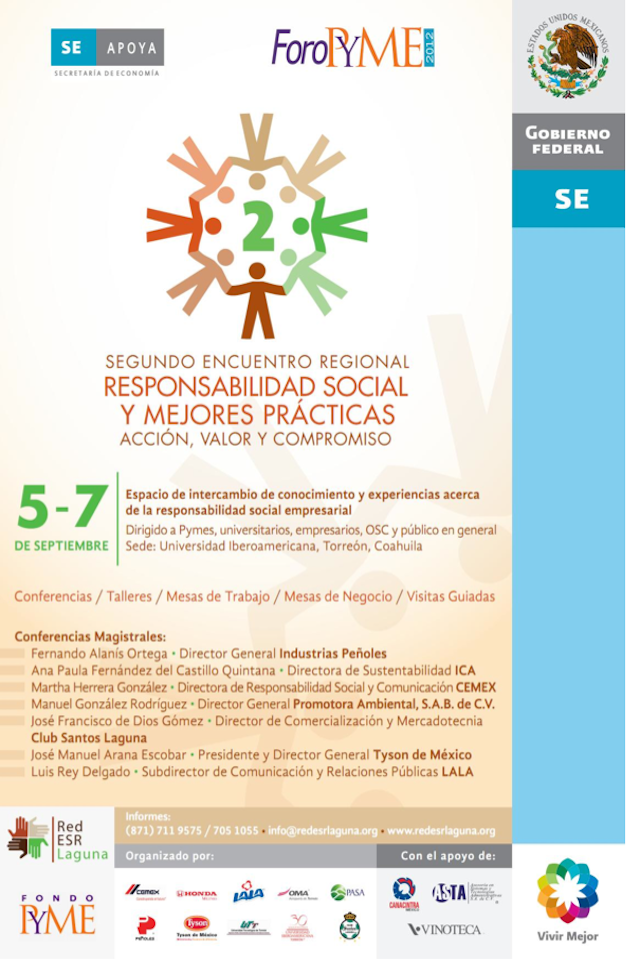 SE APOYA
SECRETARÍA DE ECONOMÍA
ForoPYME 2012
ESTADOS UNIDOS MEXICANOS
GOBIERNO
FEDERAL
SE
2
SEGUNDO ENCUENTRO REGIONAL
RESPONSABILIDAD SOCIAL
Y MEJORES PRÁCTICAS
ACCIÓN, VALOR Y COMPROMISO
5-7
DE SEPTIEMBRE
Espacio de intercambio de conocimiento y experiencias acerca
de la responsabilidad social empresarial
Dirigido a Pymes, universitarios, empresarios, OSC y público en general
Sede: Universidad Iberoamericana, Torreón, Coahuila
Conferencias / Talleres / Mesas de Trabajo / Mesas de Negocio / Visitas Guiadas
Conferencias Magistrales:
Fernando Alanís Ortega • Director General Industrias Peñoles
Ana Paula Fernández del Castillo Quintana • Directora de Sustentabilidad ICA
Martha Herrera González • Directora de Responsabilidad Social y Comunicación CEMEX
Manuel González Rodríguez • Director General Promotora Ambiental, S.A.B. de C.V.
José Francisco de Dios Gómez • Director de Comercialización y Mercadotecnia
Club Santos Laguna
José Manuel Arana Escobar • Presidente y Director General Tyson de México
Luis Rey Delgado • Subdirector de Comunicación y Relaciones Públicas LALA
Red
ESR
Laguna
Informes:
(871) 711 9575 / 705 1055 • info@redesrlaguna.org • www.redesrlaguna.org
Organizado por:
Con el apoyo de:
FONDO
PYME
CEMEX
HONDA
LALA
OMA
PASA
PEÑOLES
Tyson
Tyson de México
30
CANACINTRA
ASTA
VINOTECA
Vivir Mejor